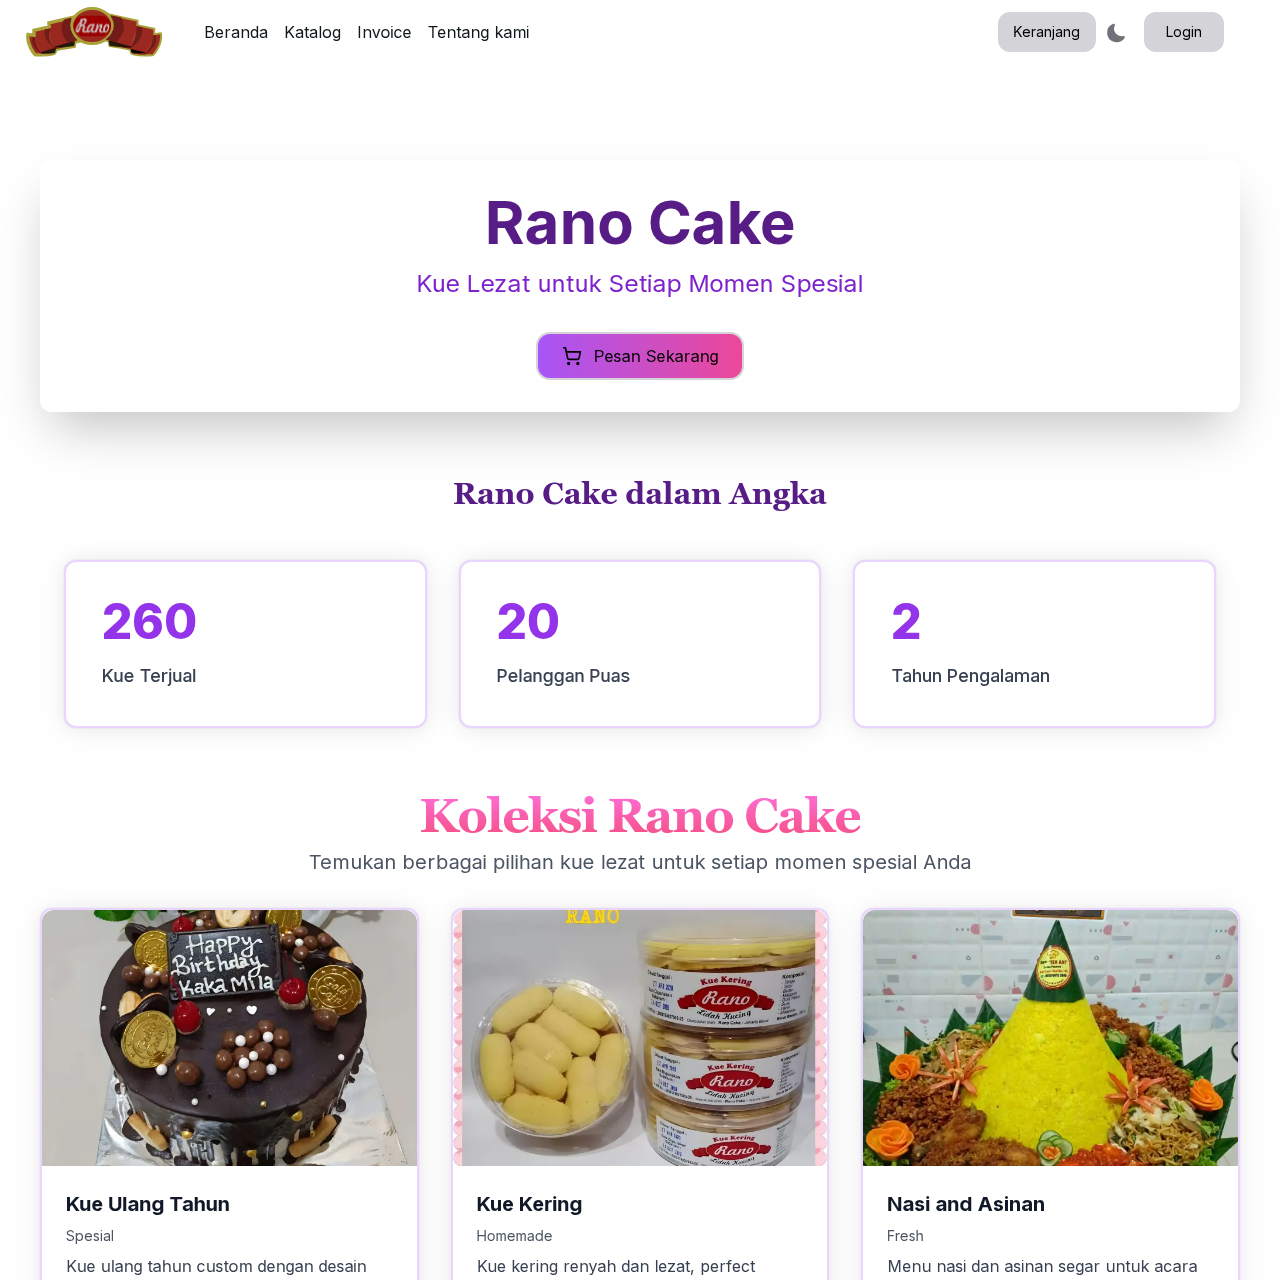 Rano
Beranda Katalog Invoice Tentang kami
Keranjang
Login
Rano Cake
Kue Lezat untuk Setiap Momen Spesial
Pesan Sekarang
Rano Cake dalam Angka
260
Kue Terjual
20
Pelanggan Puas
2
Tahun Pengalaman
Koleksi Rano Cake
Temukan berbagai pilihan kue lezat untuk setiap momen spesial Anda
Happy
Birthday
Kaka Mila
RANO
Kue Kering
Rano
Lidah Kucing
Kue Kering
Rano
Lidah Kucing
Kue Kering
Rano
Lidah Kucing
Kue Ulang Tahun
Spesial
Kue ulang tahun custom dengan desain
Kue Kering
Homemade
Kue kering renyah dan lezat, perfect
Nasi and Asinan
Fresh
Menu nasi dan asinan segar untuk acara